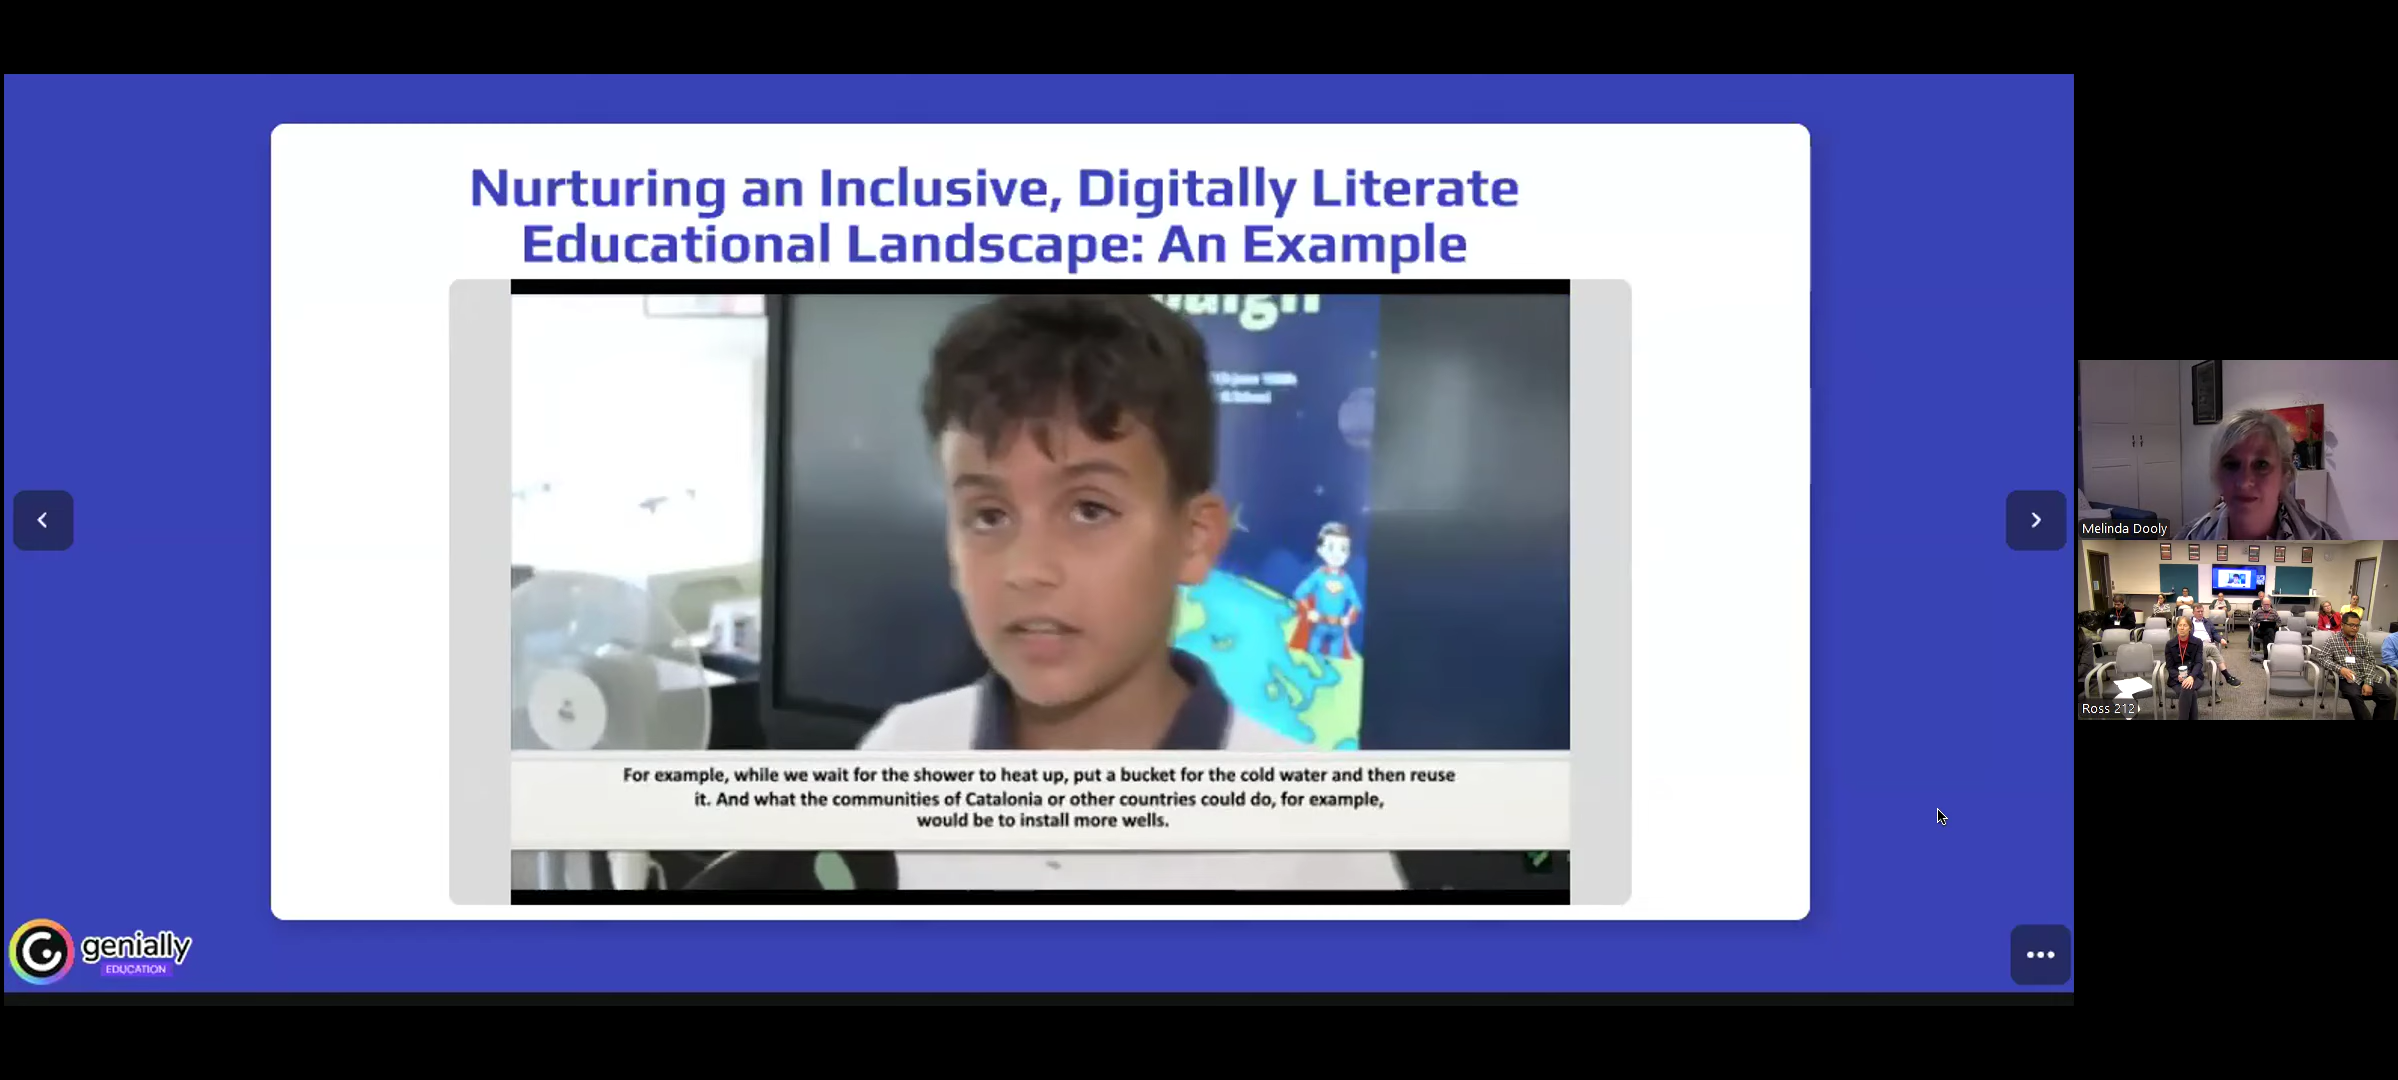 Nurturing an Inclusive, Digitally Literate
Educational Landscape: An Example
For example, while we wait for the shower to heat up, put a bucket for the cold water and then reuse
it. And what the communities of Catalonia or other countries could do, for example,
would be to install more wells.
genially
EDUCATION
Melinda Dooly
Ross 212